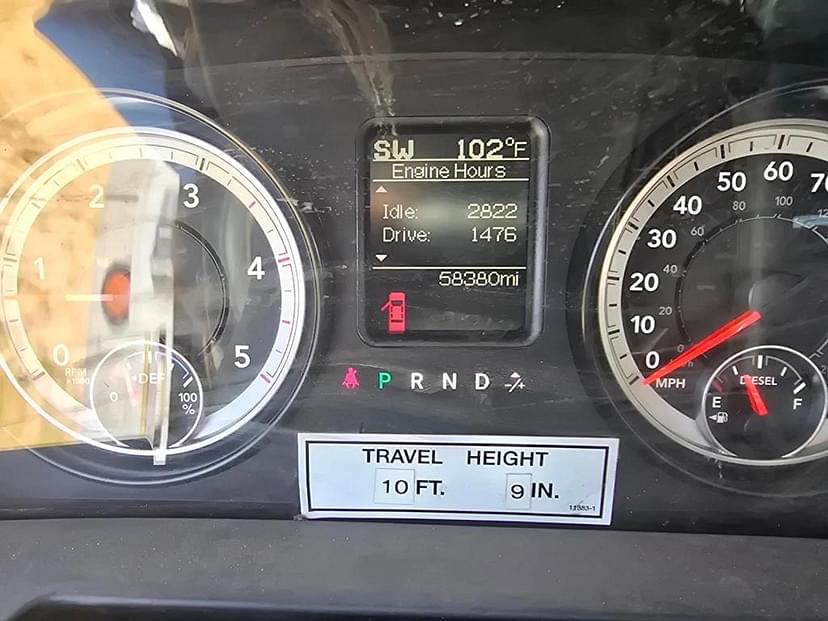 SW 102°F
Engine Hours
Idle: 2822
Drive: 1476
58380mi
0 1 2 3 4 5
RPM
x1000
DEF
0 100
%
P R N D -/+
0 10 20 30 40 50 60 70
20 40 60 80 100
MPH
DIESEL
E F
TRAVEL HEIGHT
10 FT. 9 IN.
11383-1